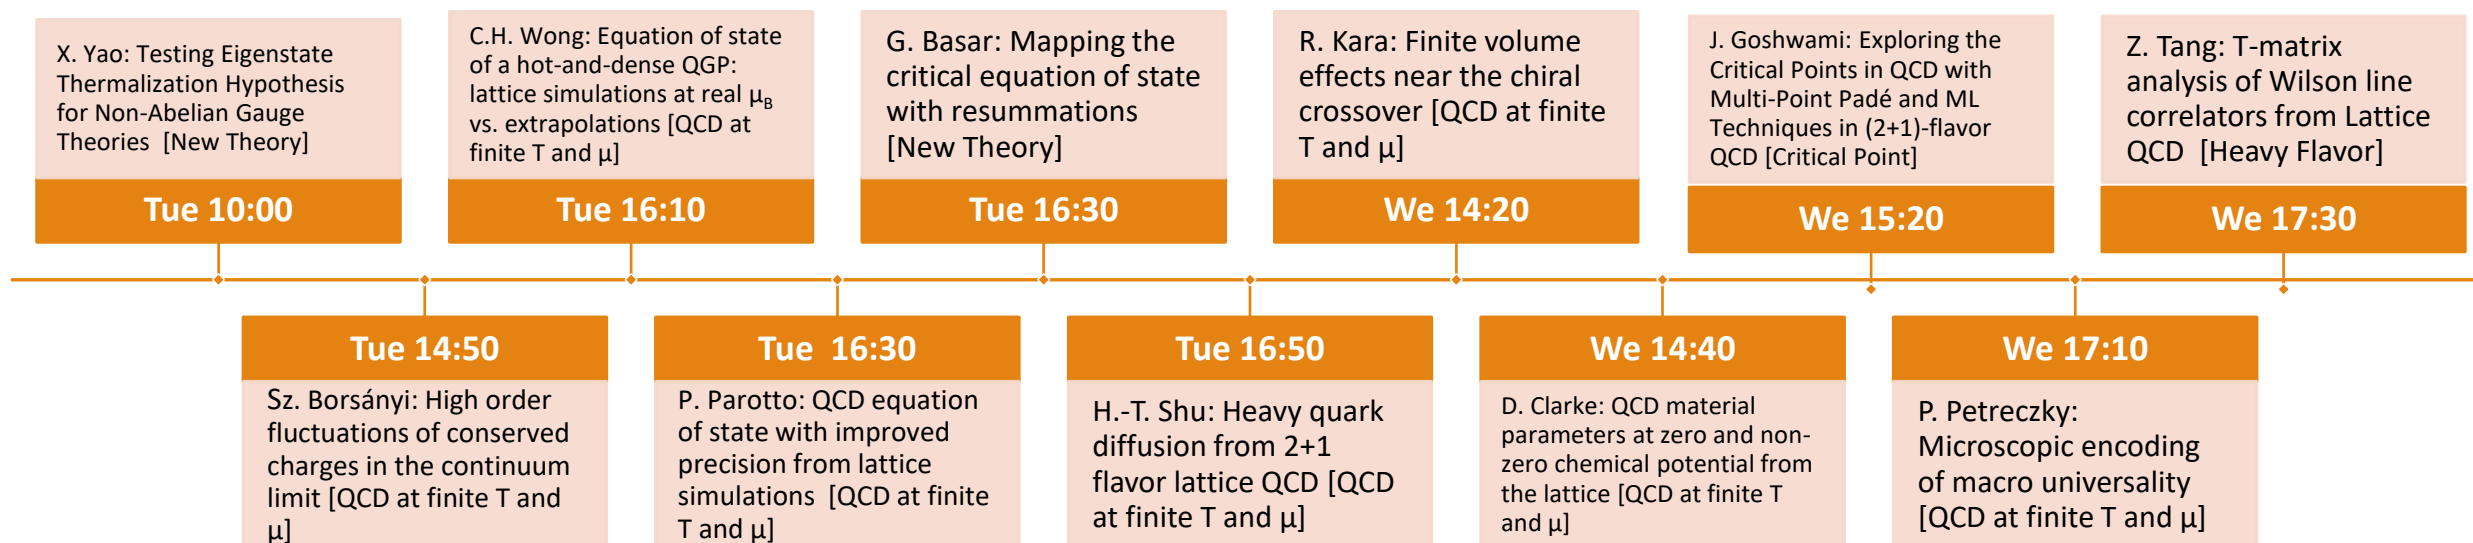 X. Yao: Testing Eigenstate
Thermalization Hypothesis
for Non-Abelian Gauge
Theories [New Theory]
Tue 10:00
Tue 14:50
Sz. Borsányi: High order
fluctuations of conserved
charges in the continuum
limit [QCD at finite T and
μ]
C.H. Wong: Equation of state
of a hot-and-dense QGP:
lattice simulations at real μB
vs. extrapolations [QCD at
finite T and μ]
Tue 16:10
Tue 16:30
P. Parotto: QCD equation
of state with improved
precision from lattice
simulations [QCD at finite
T and μ]
G. Basar: Mapping the
critical equation of state
with resummations
[New Theory]
Tue 16:30
Tue 16:50
H.-T. Shu: Heavy quark
diffusion from 2+1
flavor lattice QCD [QCD
at finite T and μ]
R. Kara: Finite volume
effects near the chiral
crossover [QCD at finite
T and μ]
We 14:20
We 14:40
D. Clarke: QCD material
parameters at zero and non-
zero chemical potential from
the lattice [QCD at finite T
and μ]
J. Goshwami: Exploring the
Critical Points in QCD with
Multi-Point Padé and ML
Techniques in (2+1)-flavor
QCD [Critical Point]
We 15:20
We 17:10
P. Petreczky:
Microscopic encoding
of macro universality
[QCD at finite T and μ]
Z. Tang: T-matrix
analysis of Wilson line
correlators from Lattice
QCD [Heavy Flavor]
We 17:30